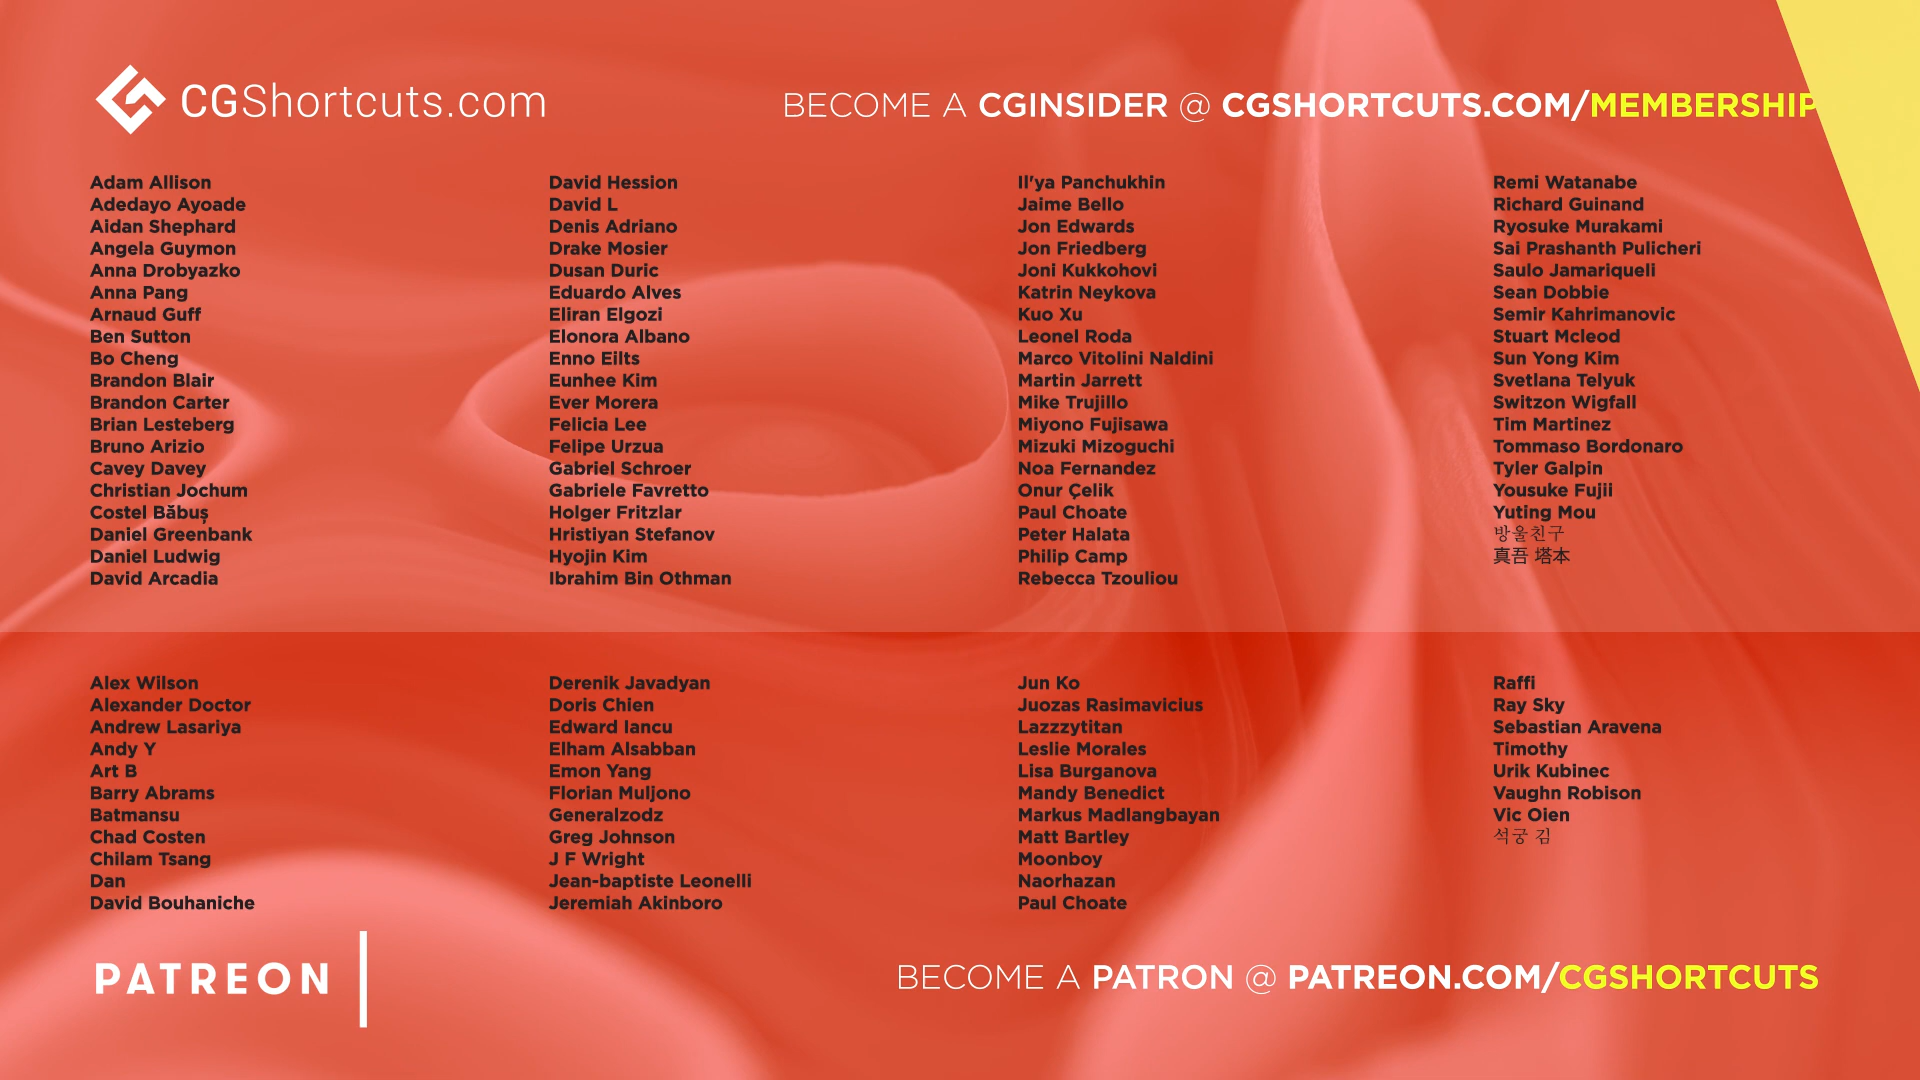 CGShortcuts.com
BECOME A CGINSIDER @ CGSHORTCUTS.COM/MEMBERSHIP
Adam Allison
Adedayo Ayoade
Aidan Shephard
Angela Guymon
Anna Drobyazko
Anna Pang
Arnaud Guff
Ben Sutton
Bo Cheng
Brandon Blair
Brandon Carter
Brian Lesteberg
Bruno Arizio
Cavey Davey
Christian Jochum
Costel Băbuș
Daniel Greenbank
Daniel Ludwig
David Arcadia
David Hession
David L
Denis Adriano
Drake Mosier
Dusan Duric
Eduardo Alves
Eliran Elgozi
Elonora Albano
Enno Eilts
Eunhee Kim
Ever Morera
Felicia Lee
Felipe Urzua
Gabriel Schroer
Gabriele Favretto
Holger Fritzlar
Hristiyan Stefanov
Hyojin Kim
Ibrahim Bin Othman
Il'ya Panchukhin
Jaime Bello
Jon Edwards
Jon Friedberg
Joni Kukkohovi
Katrin Neykova
Kuo Xu
Leonel Roda
Marco Vitolini Naldini
Martin Jarrett
Mike Trujillo
Miyono Fujisawa
Mizuki Mizoguchi
Noa Fernandez
Onur Çelik
Paul Choate
Peter Halata
Philip Camp
Rebecca Tzouliou
Remi Watanabe
Richard Guinand
Ryosuke Murakami
Sai Prashanth Pulicheri
Saulo Jamariqueli
Sean Dobbie
Semir Kahrimanovic
Stuart Mcleod
Sun Yong Kim
Svetlana Telyuk
Switzon Wigfall
Tim Martinez
Tommaso Bordonaro
Tyler Galpin
Yousuke Fujii
Yuting Mou
방울친구
真吾 塔本
Alex Wilson
Alexander Doctor
Andrew Lasariya
Andy Y
Art B
Barry Abrams
Batmansu
Chad Costen
Chilam Tsang
Dan
David Bouhaniche
Derenik Javadyan
Doris Chien
Edward Iancu
Elham Alsabban
Emon Yang
Florian Muljono
Generalzodz
Greg Johnson
J F Wright
Jean-baptiste Leonelli
Jeremiah Akinboro
Jun Ko
Juozas Rasimavicius
Lazzzytitan
Leslie Morales
Lisa Burganova
Mandy Benedict
Markus Madlangbayan
Matt Bartley
Moonboy
Naorhazan
Paul Choate
Raffi
Ray Sky
Sebastian Aravena
Timothy
Urik Kubinec
Vaughn Robison
Vic Oien
석궁 김
PATREON
BECOME A PATRON @ PATREON.COM/CGSHORTCUTS